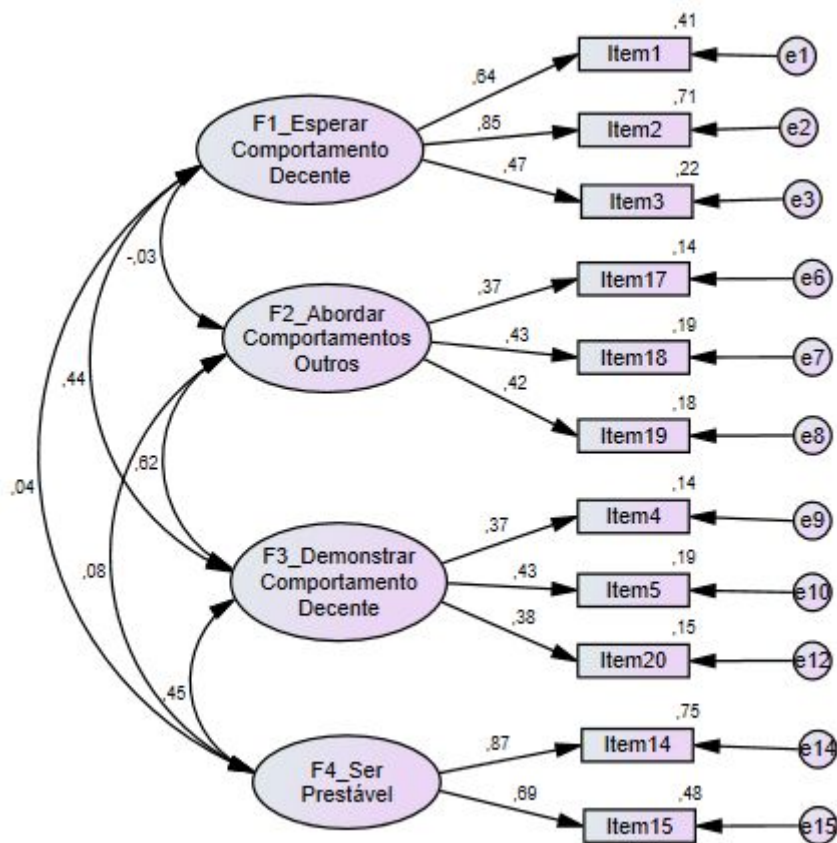 ,41
Item1
e1
,64
F1_Esperar
Comportamento
Decente
,85
,71
Item2
e2
,47
,22
Item3
e3
-,03
,14
Item17
e6
,37
F2_Abordar
Comportamentos
Outros
,43
,19
Item18
e7
,42
,18
Item19
e8
,44
,62
,04
,08
,14
Item4
e9
,37
F3_Demonstrar
Comportamento
Decente
,43
,19
Item5
e10
,38
,15
Item20
e12
,45
,75
Item14
e14
,87
F4_Ser
Prestável
,69
,48
Item15
e15